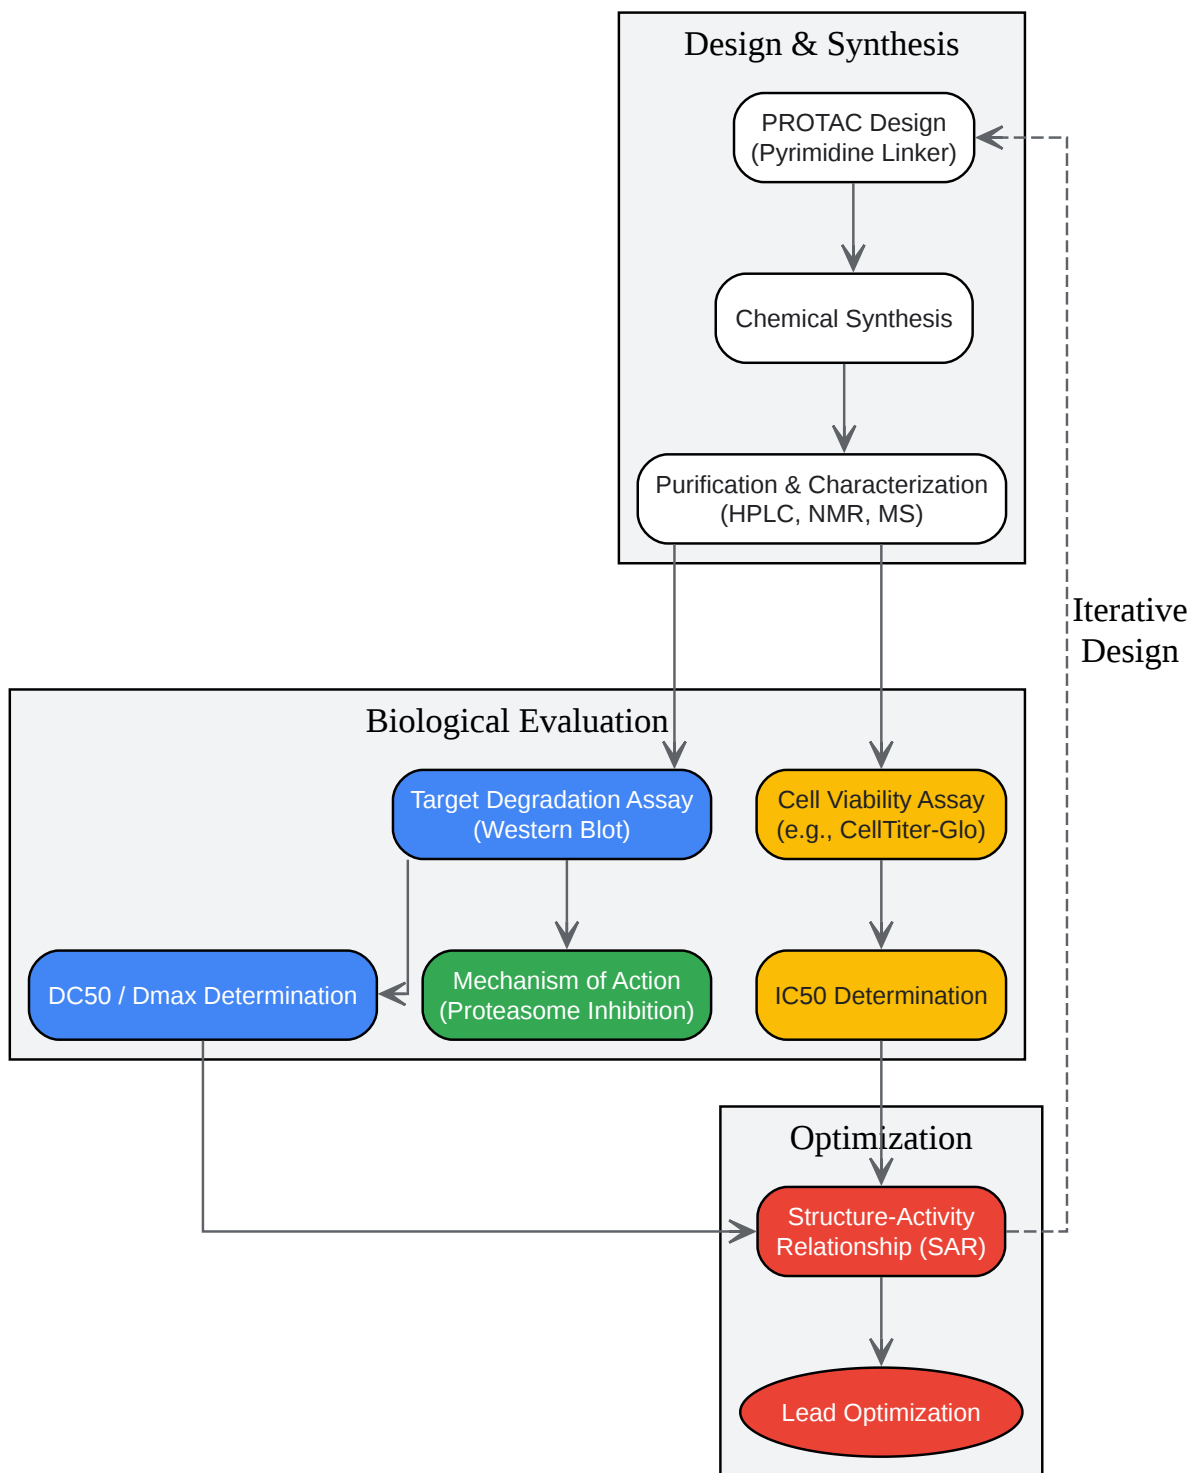 Design & Synthesis
PROTAC Design
(Pyrimidine Linker)
Chemical Synthesis
Purification & Characterization
(HPLC, NMR, MS)
Iterative
Design
Biological Evaluation
Target Degradation Assay
(Western Blot)
Cell Viability Assay
(e.g., CellTiter-Glo)
DC50 / Dmax Determination
Mechanism of Action
(Proteasome Inhibition)
IC50 Determination
Optimization
Structure-Activity
Relationship (SAR)
Lead Optimization